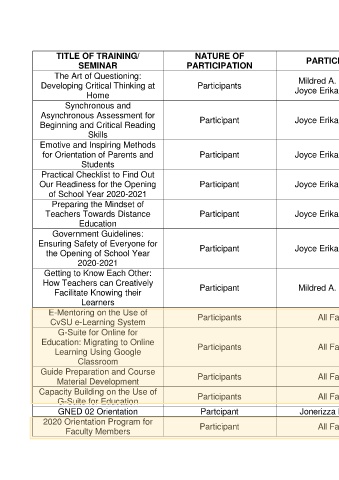 TITLE OF TRAINING/
SEMINAR
NATURE OF
PARTICIPATION
PARTICI
The Art of Questioning:
Developing Critical Thinking at
Home
Participants
Mildred A.
Joyce Erika
Synchronous and
Asynchronous Assessment for
Beginning and Critical Reading
Skills
Participant
Joyce Erika
Emotive and Inspiring Methods
for Orientation of Parents and
Students
Participant
Joyce Erika
Practical Checklist to Find Out
Our Readiness for the Opening
of School Year 2020-2021
Participant
Joyce Erika
Preparing the Mindset of
Teachers Towards Distance
Education
Participant
Joyce Erika
Government Guidelines:
Ensuring Safety of Everyone for
the Opening of School Year
2020-2021
Participant
Joyce Erika
Getting to Know Each Other:
How Teachers can Creatively
Facilitate Knowing their
Learners
Participant
Mildred A.
E-Mentoring on the Use of
CvSU e-Learning System
Participants
All Fa
G-Suite for Online for
Education: Migrating to Online
Learning Using Google
Classroom
Participants
All Fa
Guide Preparation and Course
Material Development
Participants
All Fa
Capacity Building on the Use of
G-Suite for Education
Participants
All Fa
GNED 02 Orientation
Partcipant
Jonerizza
2020 Orientation Program for
Faculty Members
Participant
All Fa